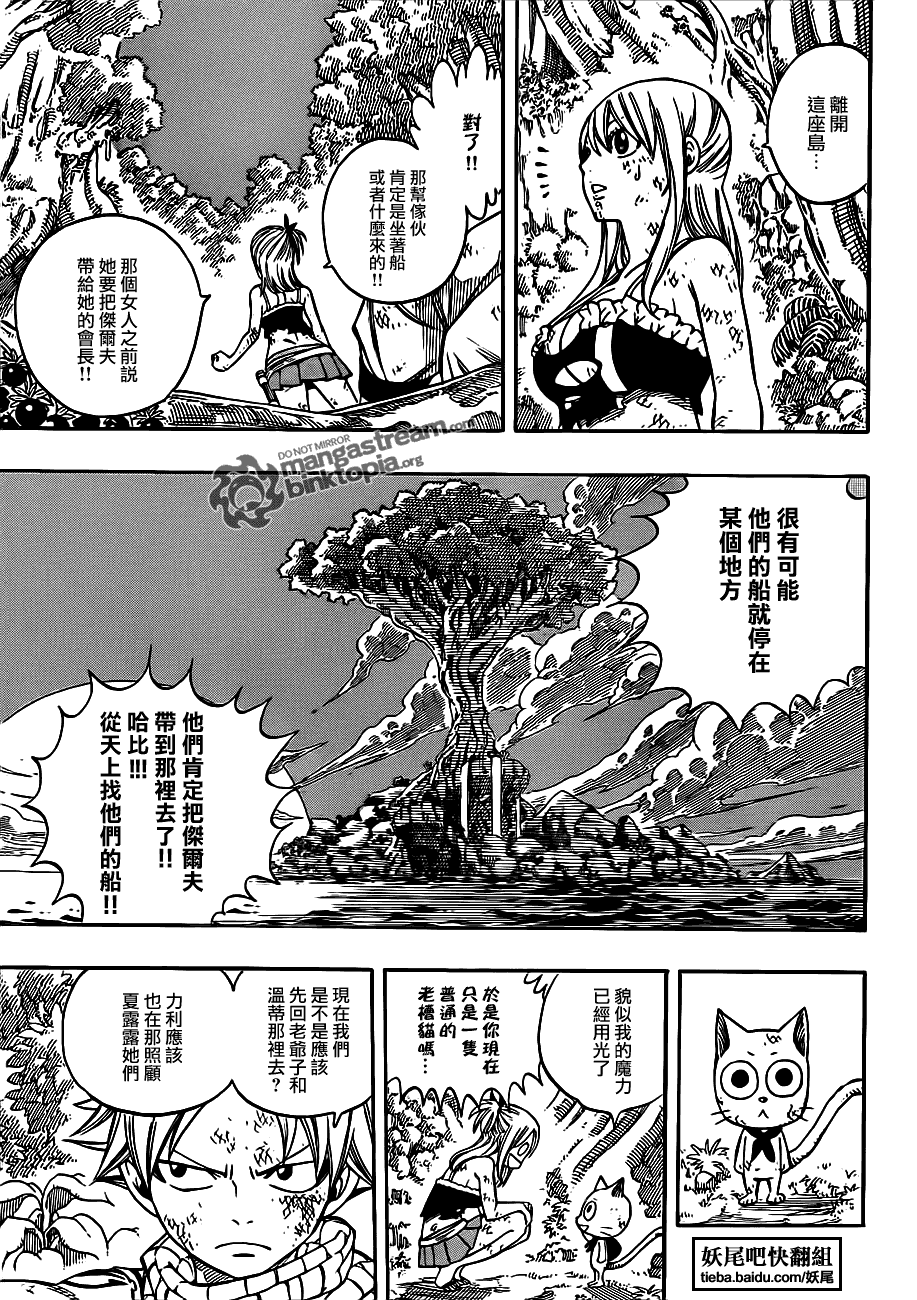 離開
這座島…
對了!!
那幫傢伙
肯定是坐著船
或者什麼來的!!
那個女人之前說
她要把傑爾夫
帶給她的會長!!
DO NOT MIRROR
mangastream.com
binktopia.org
很有可能
他們的船就停在
某個地方
他們肯定把傑爾夫
帶到那裡去了!!
哈比!!!
從天上找他們的船!!
貌似我的魔力
已經用光了
於是你現在
只是一隻
普通的
老槽貓嗎…
現在我們
是不是應該
先回老爺子和
溫蒂那裡去?
力利應該
也在那照顧
夏露露她們
妖尾吧快翻組
tieba.baidu.com/妖尾